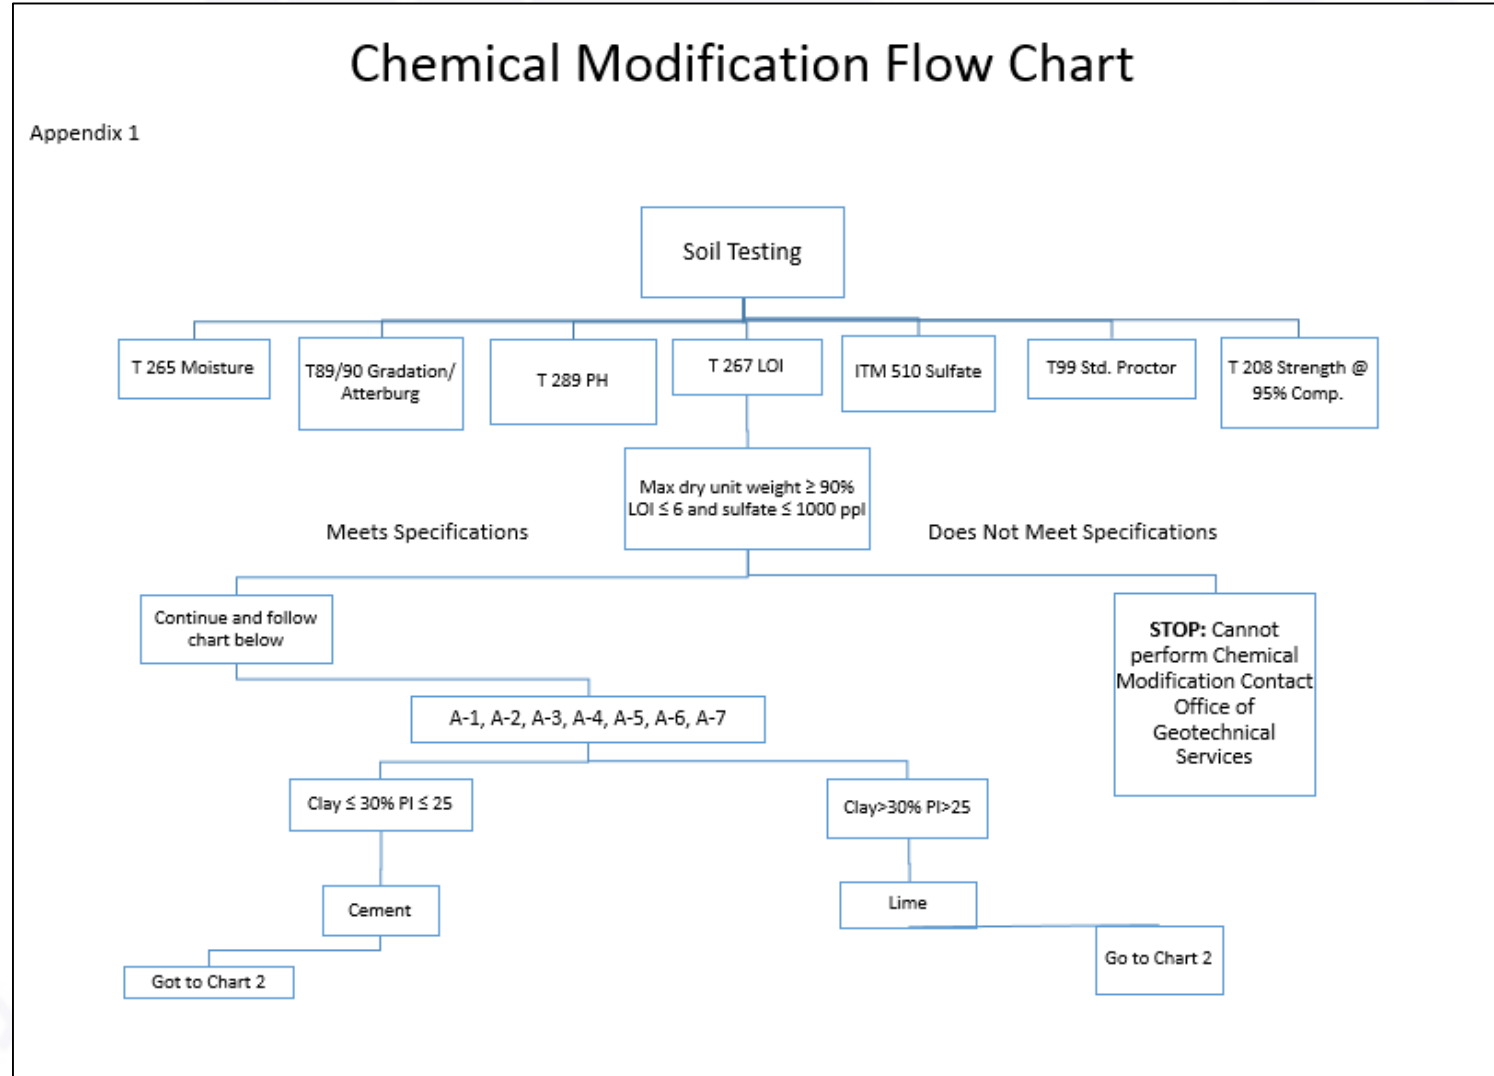 Chemical Modification Flow Chart
Appendix 1
Soil Testing
T 265 Moisture
T89/90 Gradation/
Atterburg
T 289 PH
T 267 LOI
ITM 510 Sulfate
T99 Std. Proctor
T 208 Strength @
95% Comp.
Max dry unit weight ≥ 90%
LOI ≤ 6 and sulfate ≤ 1000 ppl
Meets Specifications
Does Not Meet Specifications
Continue and follow
chart below
STOP: Cannot
perform Chemical
Modification Contact
Office of
Geotechnical
Services
A-1, A-2, A-3, A-4, A-5, A-6, A-7
Clay ≤ 30% PI ≤ 25
Clay>30% PI>25
Cement
Lime
Got to Chart 2
Go to Chart 2